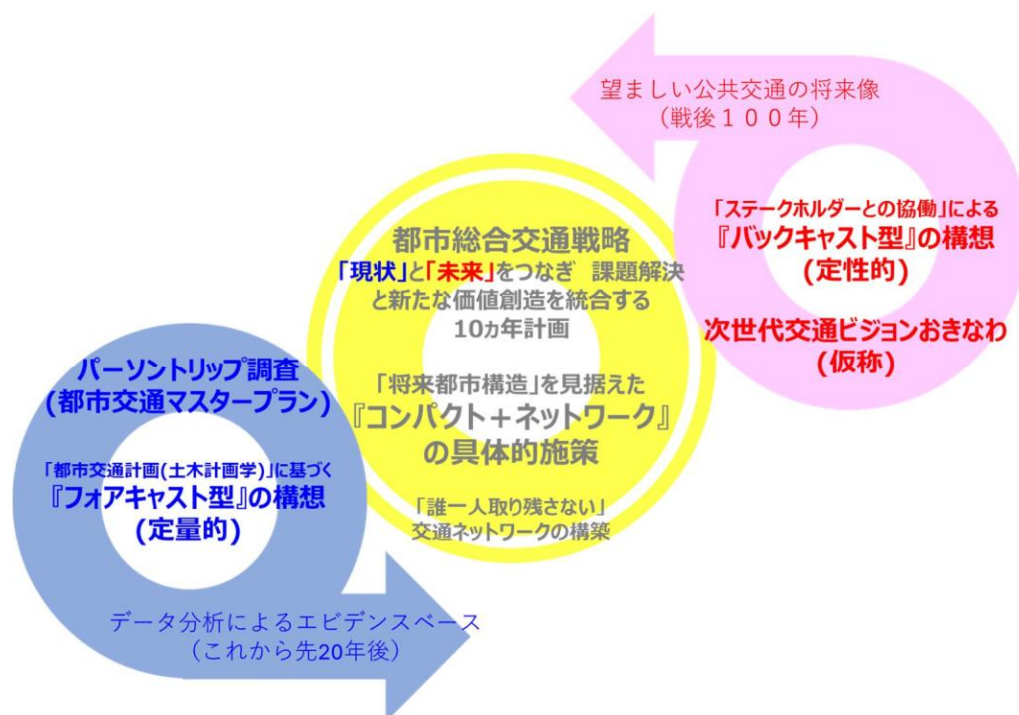 望ましい公共交通の将来像
（戦後１００年）
「ステークホルダーとの協働」による
『バックキャスト型』の構想
(定性的)
次世代交通ビジョンおきなわ
(仮称)
都市総合交通戦略
「現状」と「未来」をつなぎ 課題解決
と新たな価値創造を統合する
10ヵ年計画
「将来都市構造」を見据えた
『コンパクト＋ネットワーク』
の具体的施策
「誰一人取り残さない」
交通ネットワークの構築
パーソントリップ調査
(都市交通マスタープラン)
「都市交通計画(土木計画学)」に基づく
『フォアキャスト型』の構想
(定量的)
データ分析によるエビデンスベース
（これから先20年後）